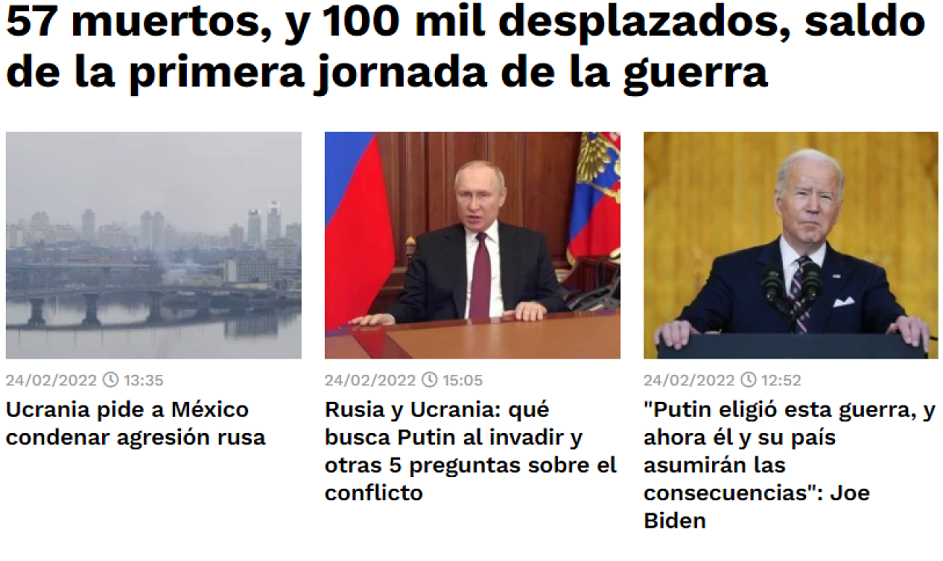 57 muertos, y 100 mil desplazados, saldo
de la primera jornada de la guerra
24/02/2022 13:35
Ucrania pide a México
condenar agresión rusa
24/02/2022 15:05
Rusia y Ucrania: qué
busca Putin al invadir y
otras 5 preguntas sobre el
conflicto
24/02/2022 12:52
"Putin eligió esta guerra, y
ahora él y su país
asumirán las
consecuencias": Joe
Biden